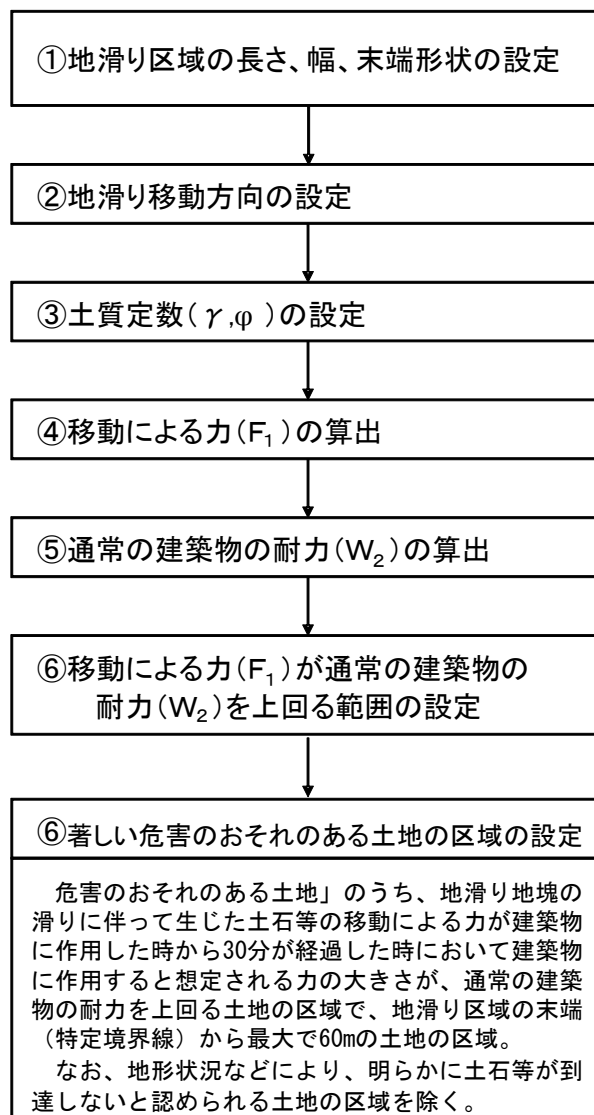 ①地滑り区域の長さ、幅、末端形状の設定
②地滑り移動方向の設定
③土質定数(γ,φ )の設定
④移動による力(F₁)の算出
⑤通常の建築物の耐力(W₂)の算出
⑥移動による力(F₁)が通常の建築物の
耐力(W₂)を上回る範囲の設定
⑥著しい危害のおそれのある土地の区域の設定
危害のおそれのある土地」のうち、地滑り地塊の
滑りに伴って生じた土石等の移動による力が建築物
に作用した時から30分が経過した時において建築物
に作用すると想定される力の大きさが、通常の建築
物の耐力を上回る土地の区域で、地滑り区域の末端
（特定境界線）から最大で60mの土地の区域。
なお、地形状況などにより、明らかに土石等が到
達しないと認められる土地の区域を除く。